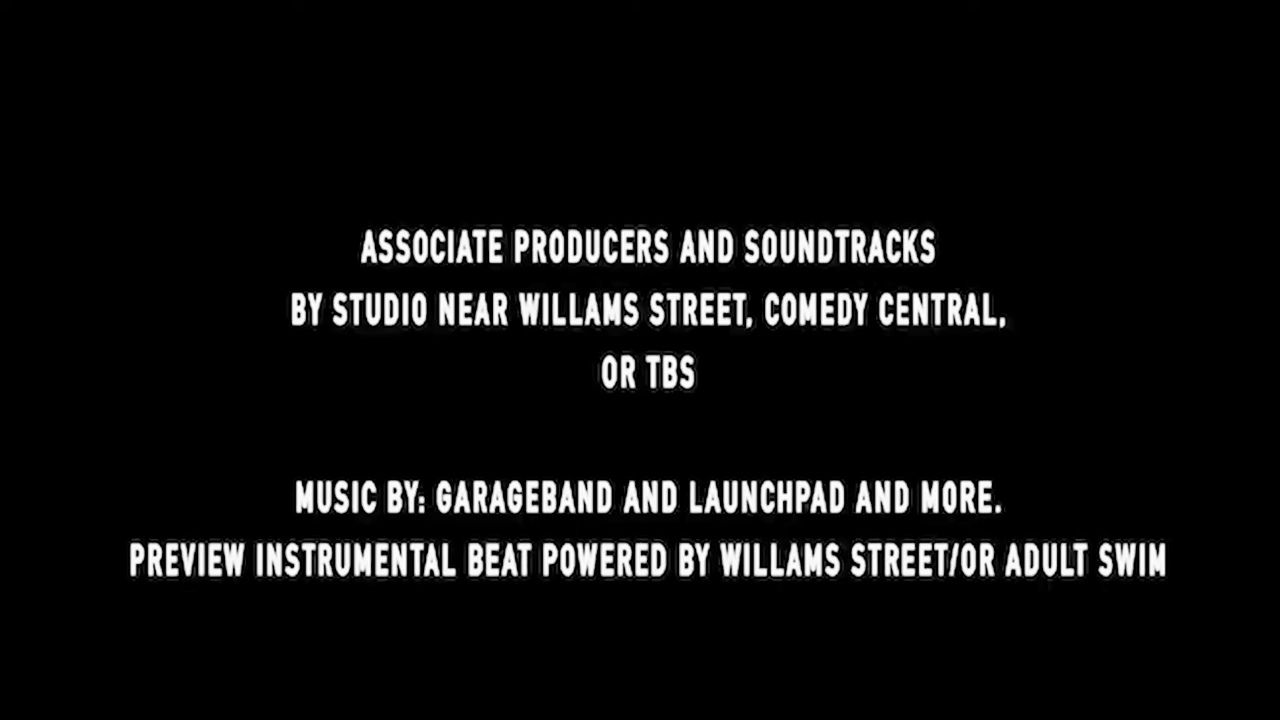 ASSOCIATE PRODUCERS AND SOUNDTRACKS
BY STUDIO NEAR WILLAMS STREET, COMEDY CENTRAL,
OR TBS
MUSIC BY: GARAGEBAND AND LAUNCHPAD AND MORE.
PREVIEW INSTRUMENTAL BEAT POWERED BY WILLAMS STREET/OR ADULT SWIM